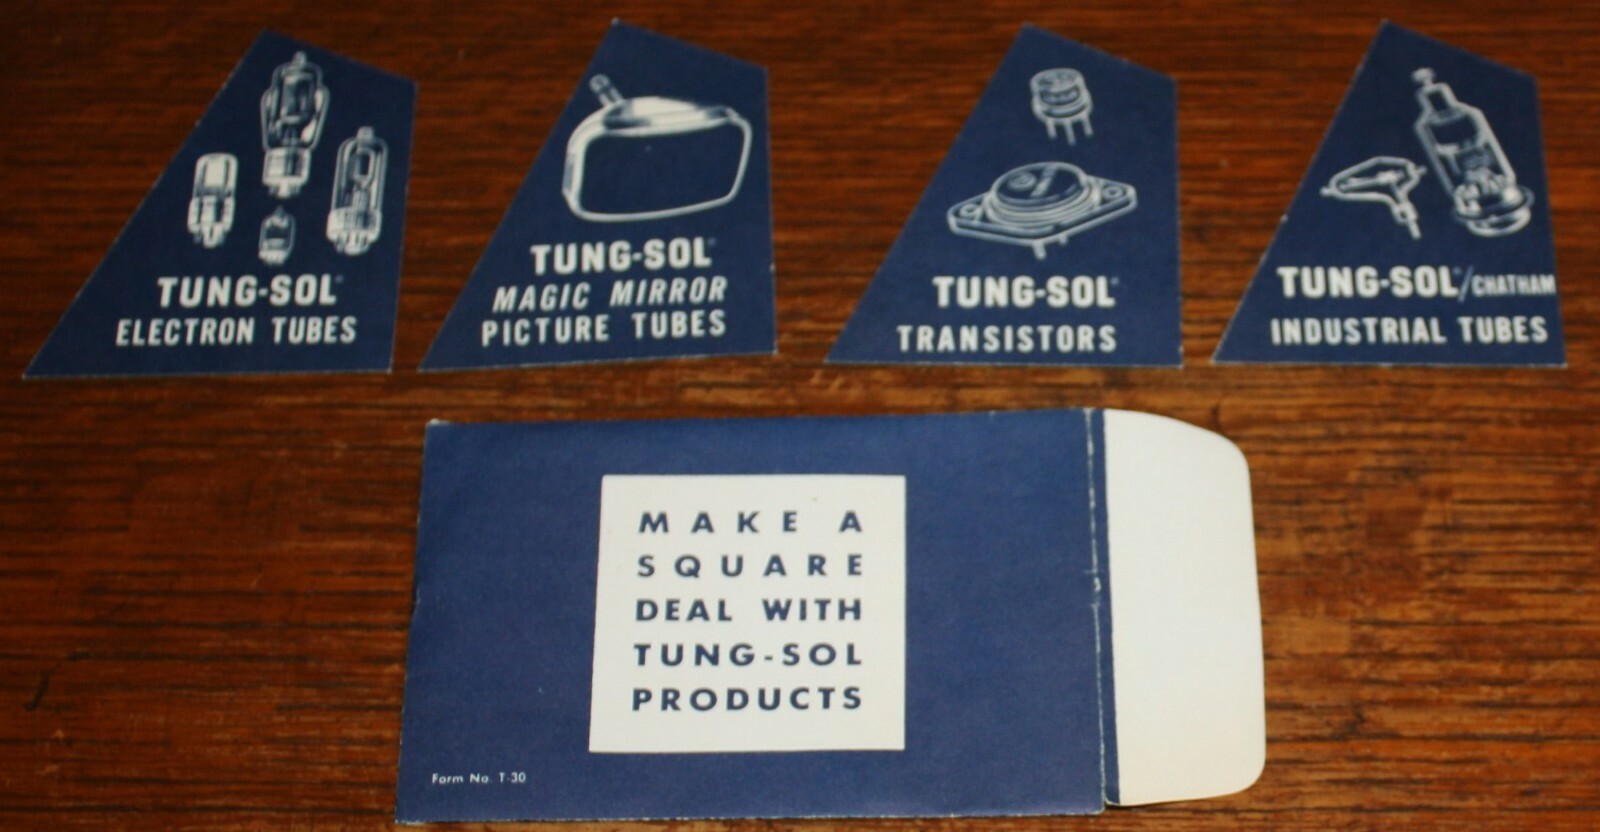 TUNG-SOL®
ELECTRON TUBES
TUNG-SOL®
MAGIC MIRROR
PICTURE TUBES
TUNG-SOL®
TRANSISTORS
TUNG-SOL®/CHATHAM
INDUSTRIAL TUBES
MAKE A
SQUARE
DEAL WITH
TUNG-SOL
PRODUCTS
Form No. T-30